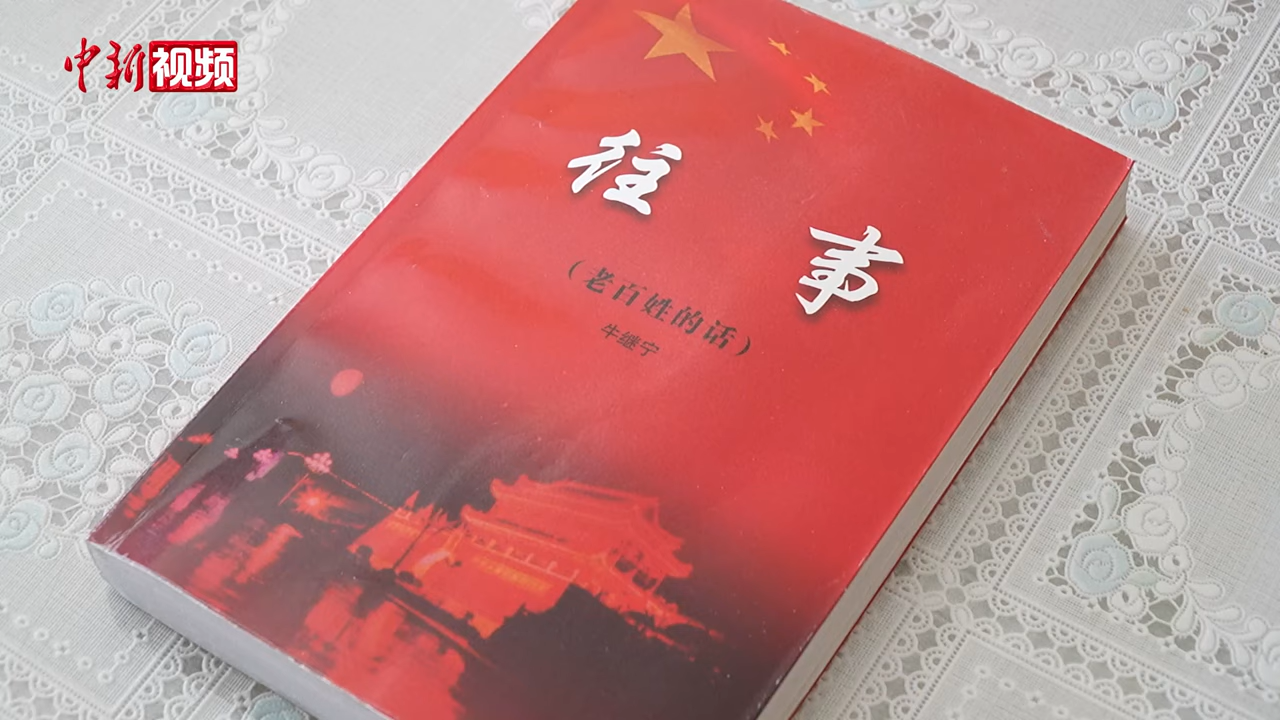 中新视频
往事
（老百姓的话）
牛继宁